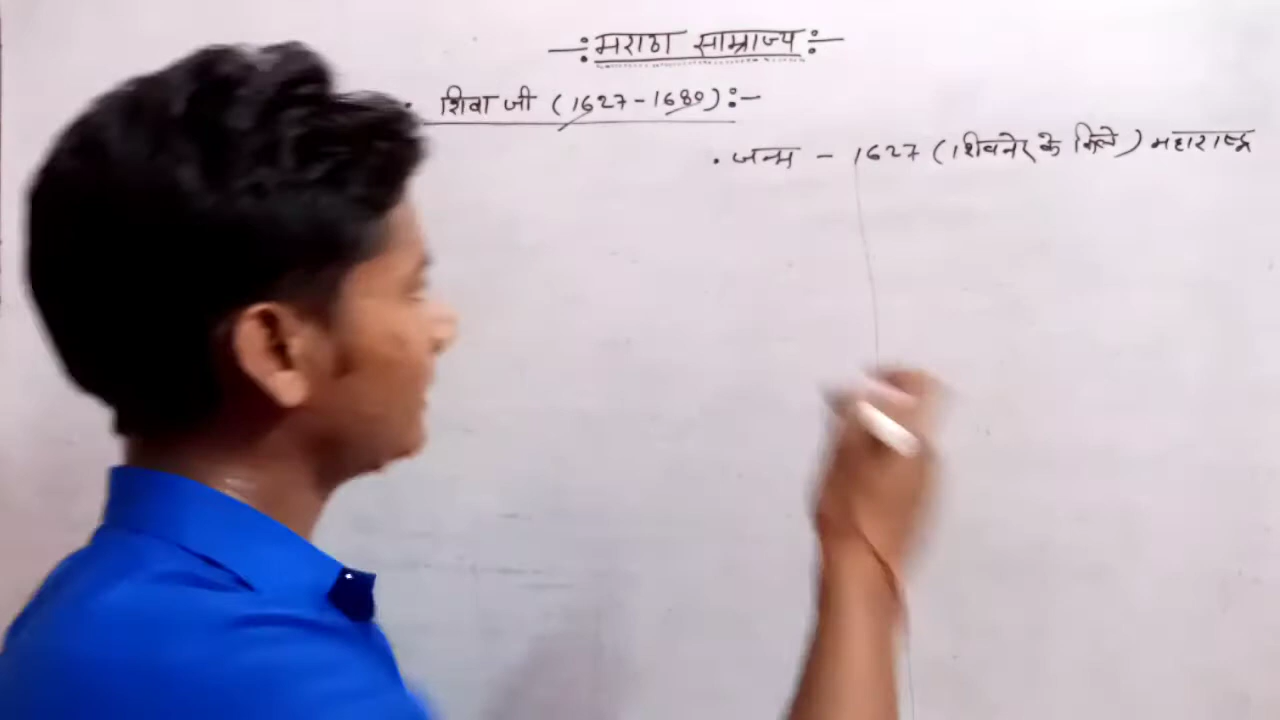 -: मराठा साम्राज्य :-
शिवा जी (1627-1680) :-
. जन्म - 1627 (शिवनेर के किले) महाराष्ट्र